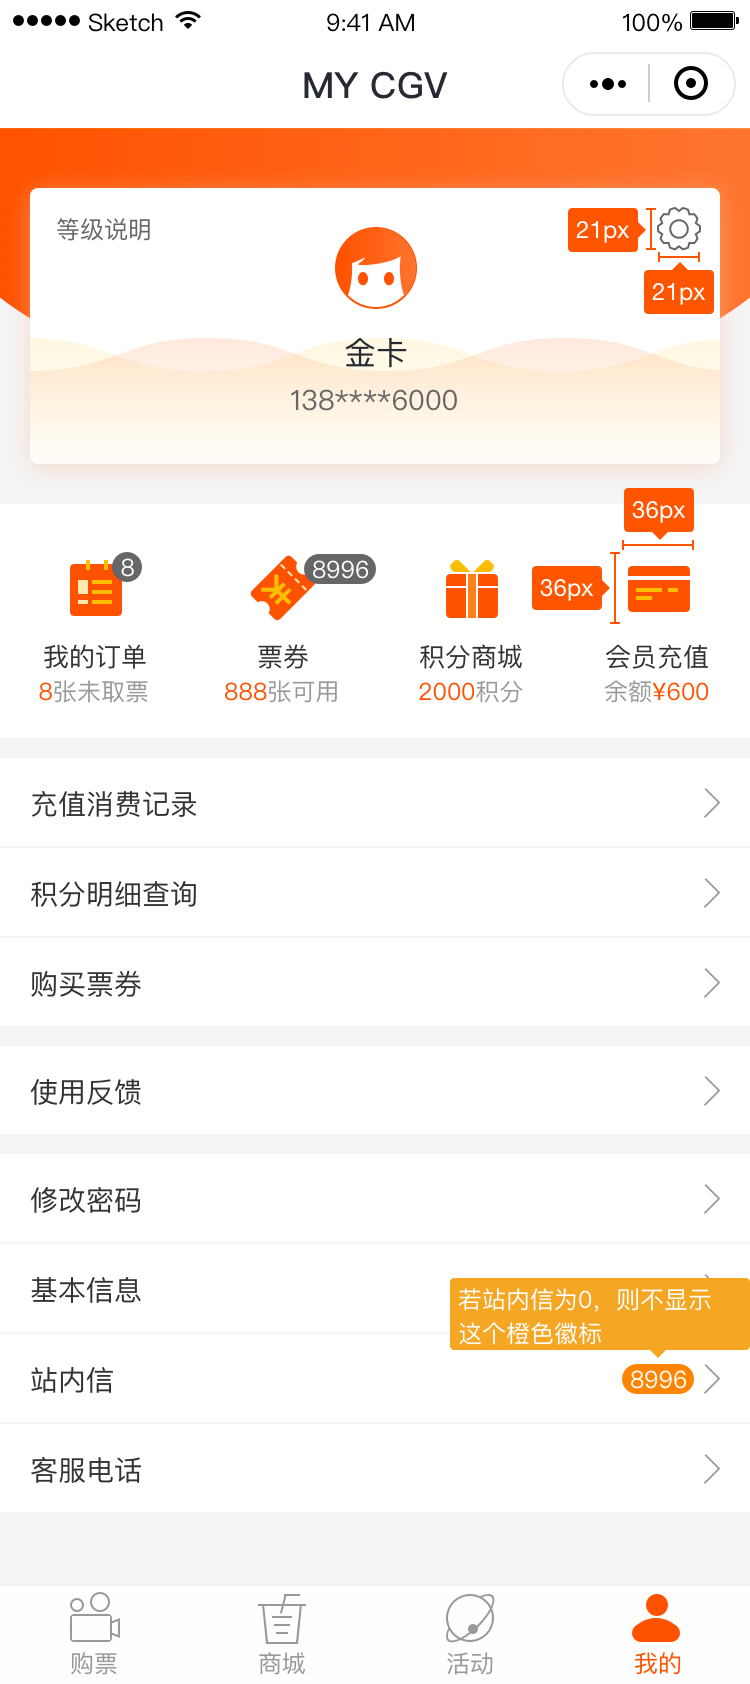 Sketch 9:41 AM 100%
MY CGV
等级说明
21px
21px
金卡
138****6000
36px
36px
8 8996
我的订单 票券 积分商城 会员充值
8张未取票 888张可用 2000积分 余额¥600
充值消费记录
积分明细查询
购买票券
使用反馈
修改密码
基本信息
若站内信为0，则不显示
这个橙色徽标
站内信 8996
客服电话
购票 商城 活动 我的